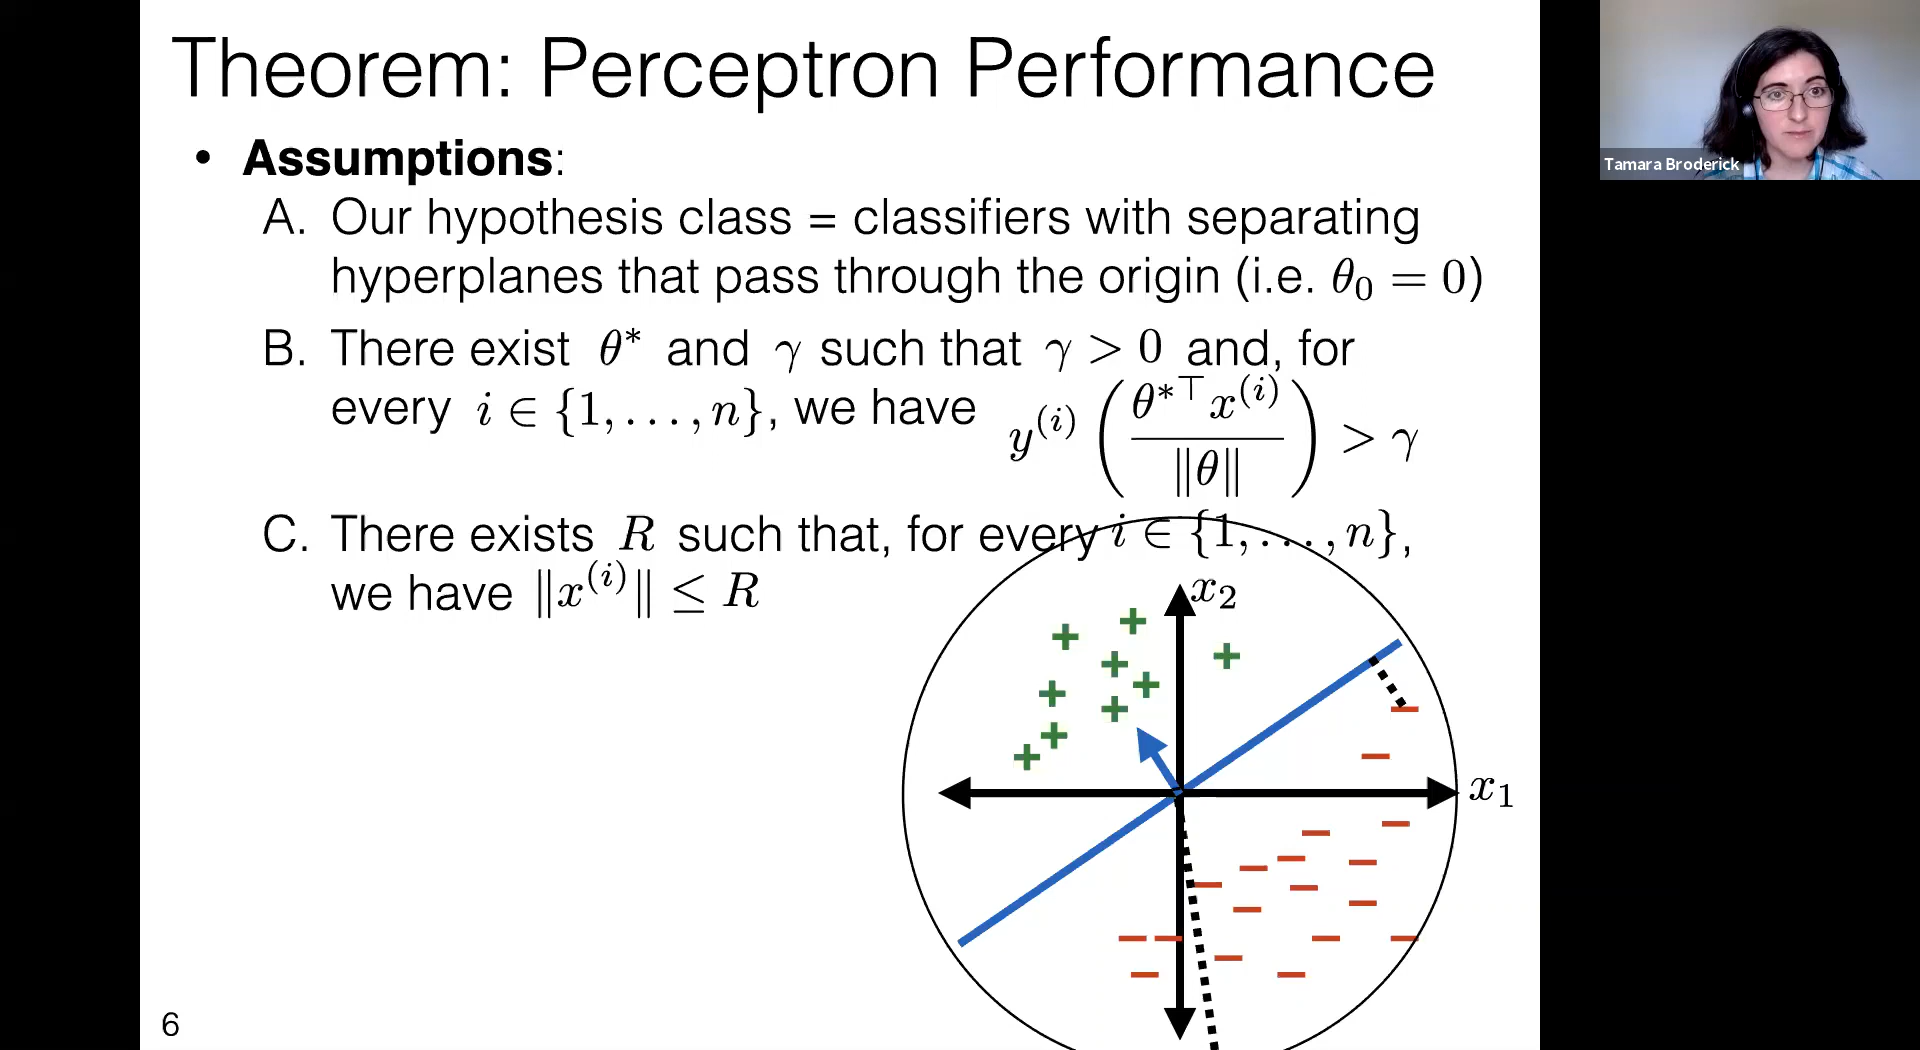 Theorem: Perceptron Performance
Tamara Broderick
• Assumptions:
A. Our hypothesis class = classifiers with separating
hyperplanes that pass through the origin (i.e. θ₀ = 0)
B. There exist θ* and γ such that γ > 0 and, for
every i ∈ {1, . . . , n}, we have y⁽ⁱ⁾ (θ*⊤x⁽ⁱ⁾ / ‖θ‖) > γ
C. There exists R such that, for every i ∈ {1, . . . , n},
we have ‖x⁽ⁱ⁾‖ ≤ R
x₂
x₁
6